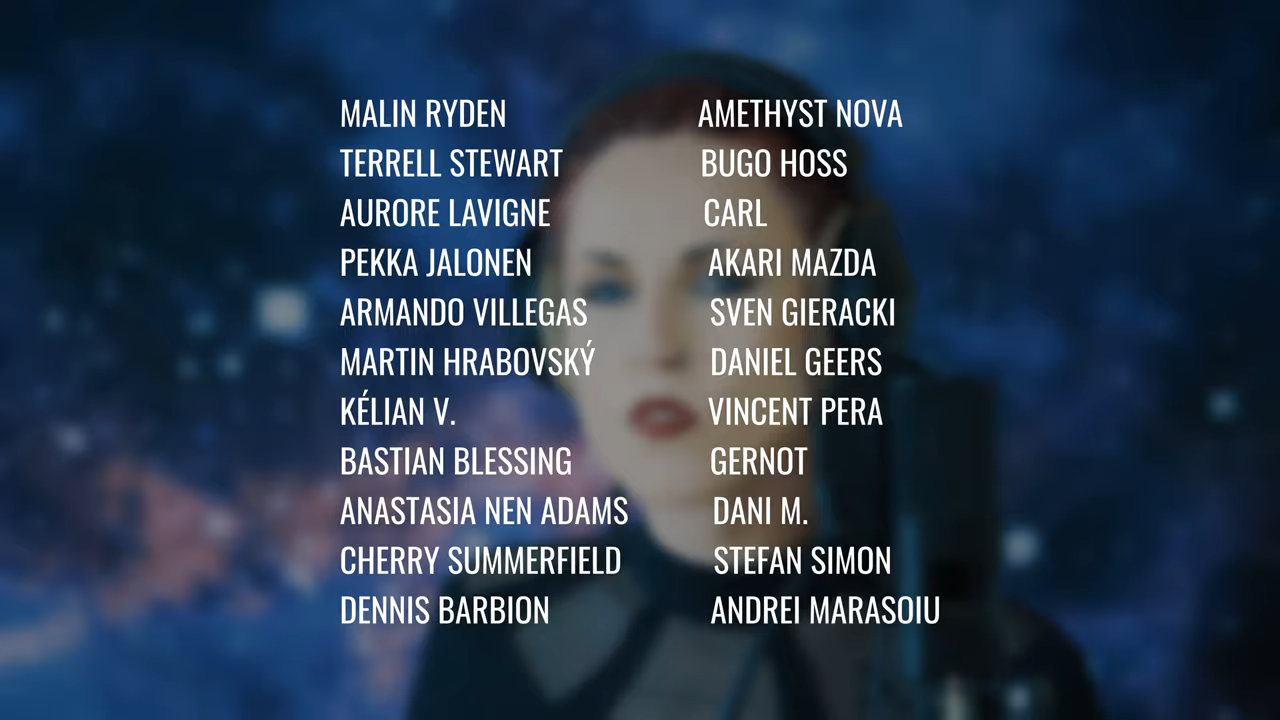 MALIN RYDEN
TERRELL STEWART
AURORE LAVIGNE
PEKKA JALONEN
ARMANDO VILLEGAS
MARTIN HRABOVSKÝ
KÉLIAN V.
BASTIAN BLESSING
ANASTASIA NEN ADAMS
CHERRY SUMMERFIELD
DENNIS BARBION
AMETHYST NOVA
BUGO HOSS
CARL
AKARI MAZDA
SVEN GIERACKI
DANIEL GEERS
VINCENT PERA
GERNOT
DANI M.
STEFAN SIMON
ANDREI MARASOIU